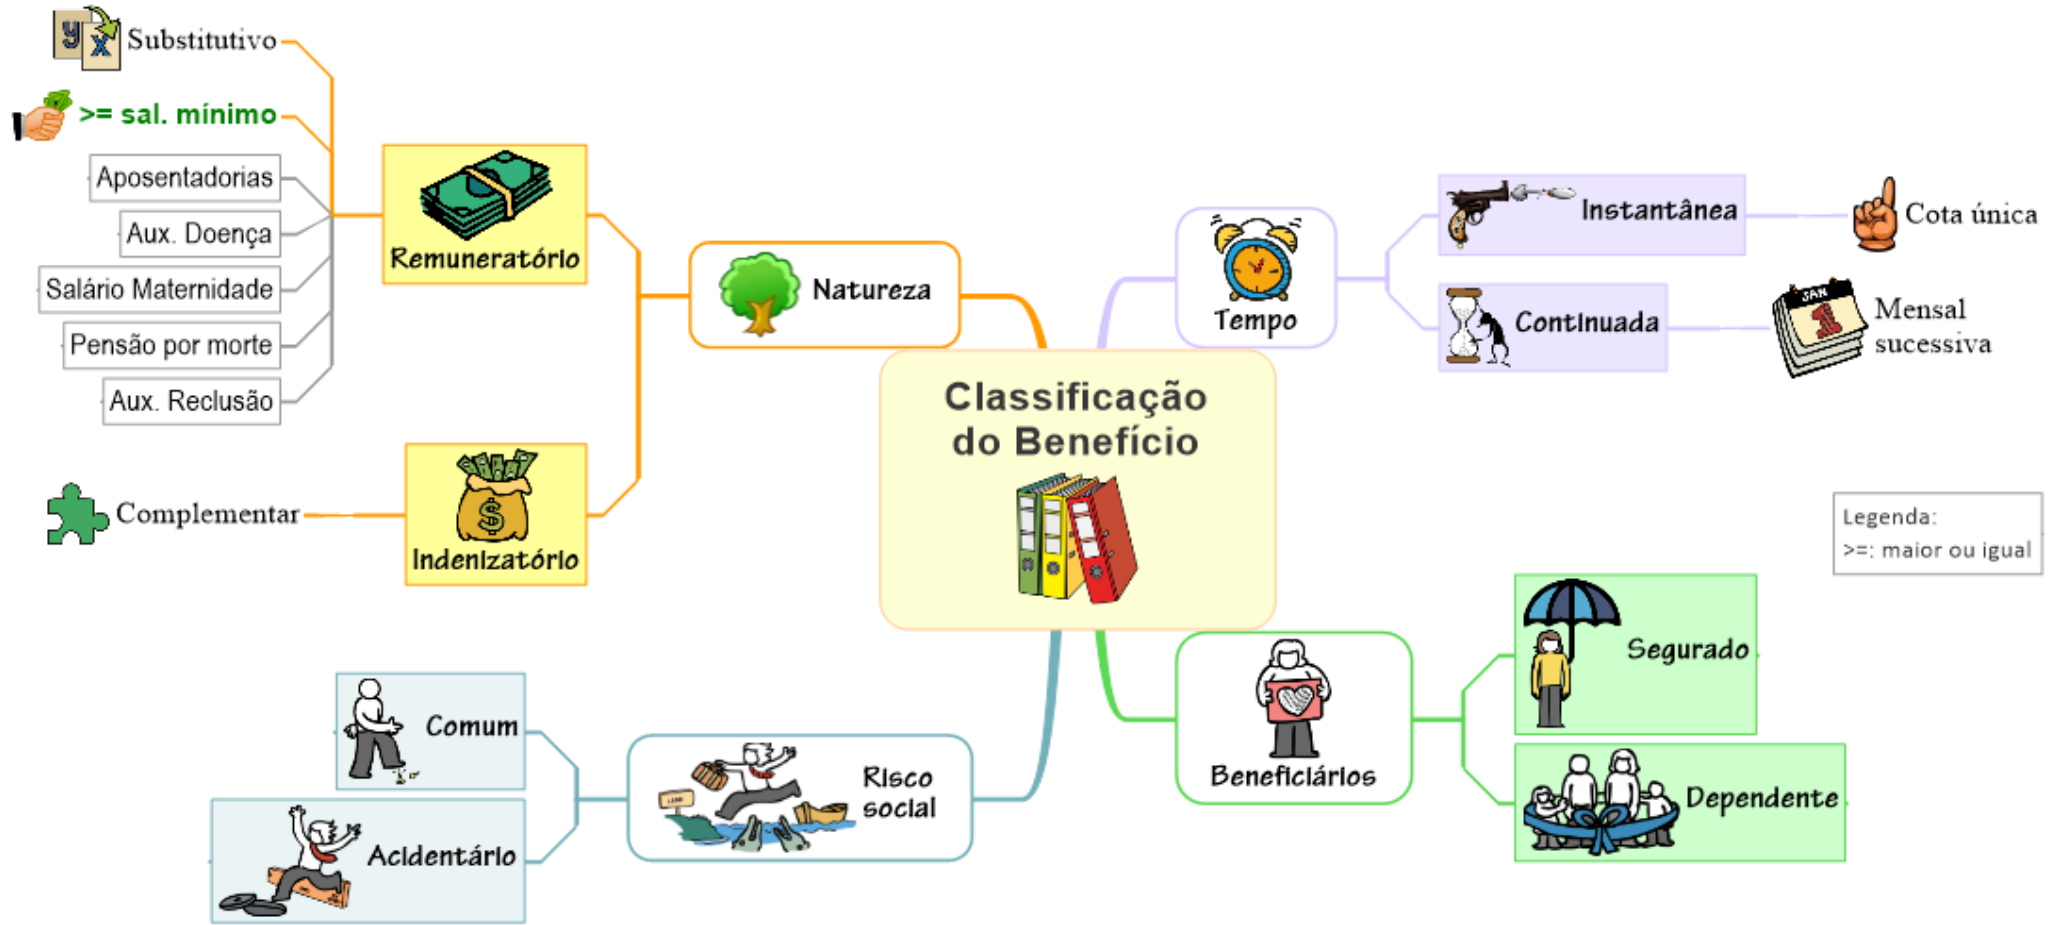 Substitutivo
>= sal. mínimo
Aposentadorias
Aux. Doença
Salário Maternidade
Pensão por morte
Aux. Reclusão
Remuneratório
Complementar
Indenizatório
Natureza
Classificação
do Benefício
Tempo
Instantânea
Cota única
Continuada
JAN
1
Mensal
sucessiva
Legenda:
>=: maior ou igual
Beneficiários
Segurado
Dependente
Risco
social
Comum
Acidentário
y
x
$
LAND